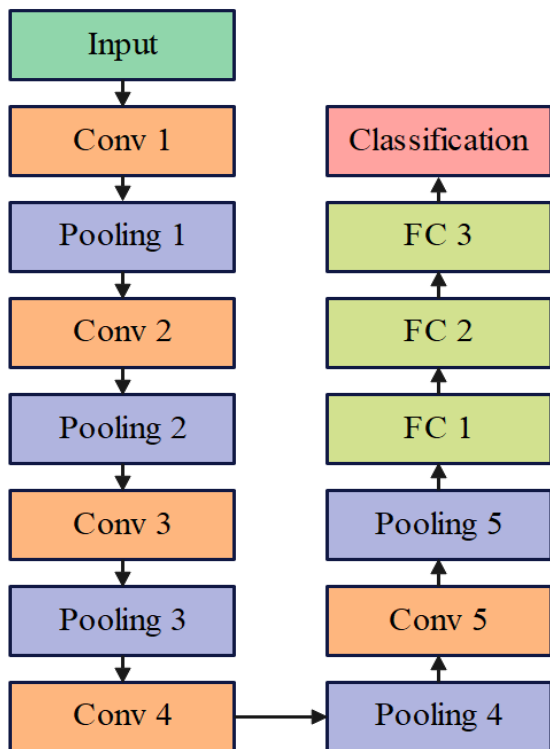 Input
Conv 1
Pooling 1
Conv 2
Pooling 2
Conv 3
Pooling 3
Conv 4
Pooling 4
Conv 5
Pooling 5
FC 1
FC 2
FC 3
Classification